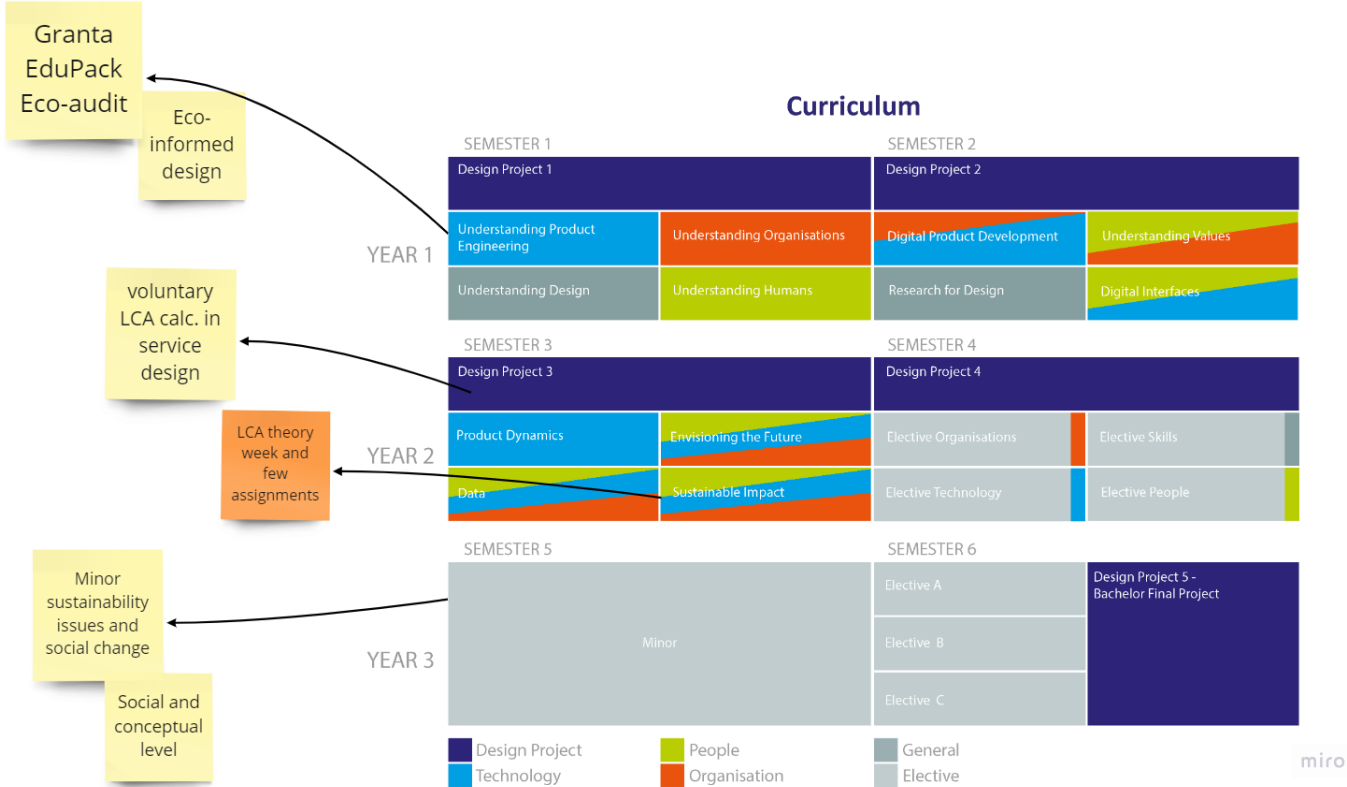 Granta
EduPack
Eco-audit
Eco-
informed
design
Curriculum
SEMESTER 1
SEMESTER 2
Design Project 1
Design Project 2
YEAR 1
Understanding Product
Engineering
Understanding Organisations
Digital Product Development
Understanding Values
Understanding Design
Understanding Humans
Research for Design
Digital Interfaces
voluntary
LCA calc. in
service
design
SEMESTER 3
SEMESTER 4
Design Project 3
Design Project 4
LCA theory
week and
few
assignments
YEAR 2
Product Dynamics
Envisioning the Future
Elective Organisations
Elective Skills
Data
Sustainable Impact
Elective Technology
Elective People
Minor
sustainability
issues and
social change
Social and
conceptual
level
SEMESTER 5
SEMESTER 6
YEAR 3
Minor
Elective A
Elective B
Elective C
Design Project 5 -
Bachelor Final Project
Design Project
People
General
Technology
Organisation
Elective
miro